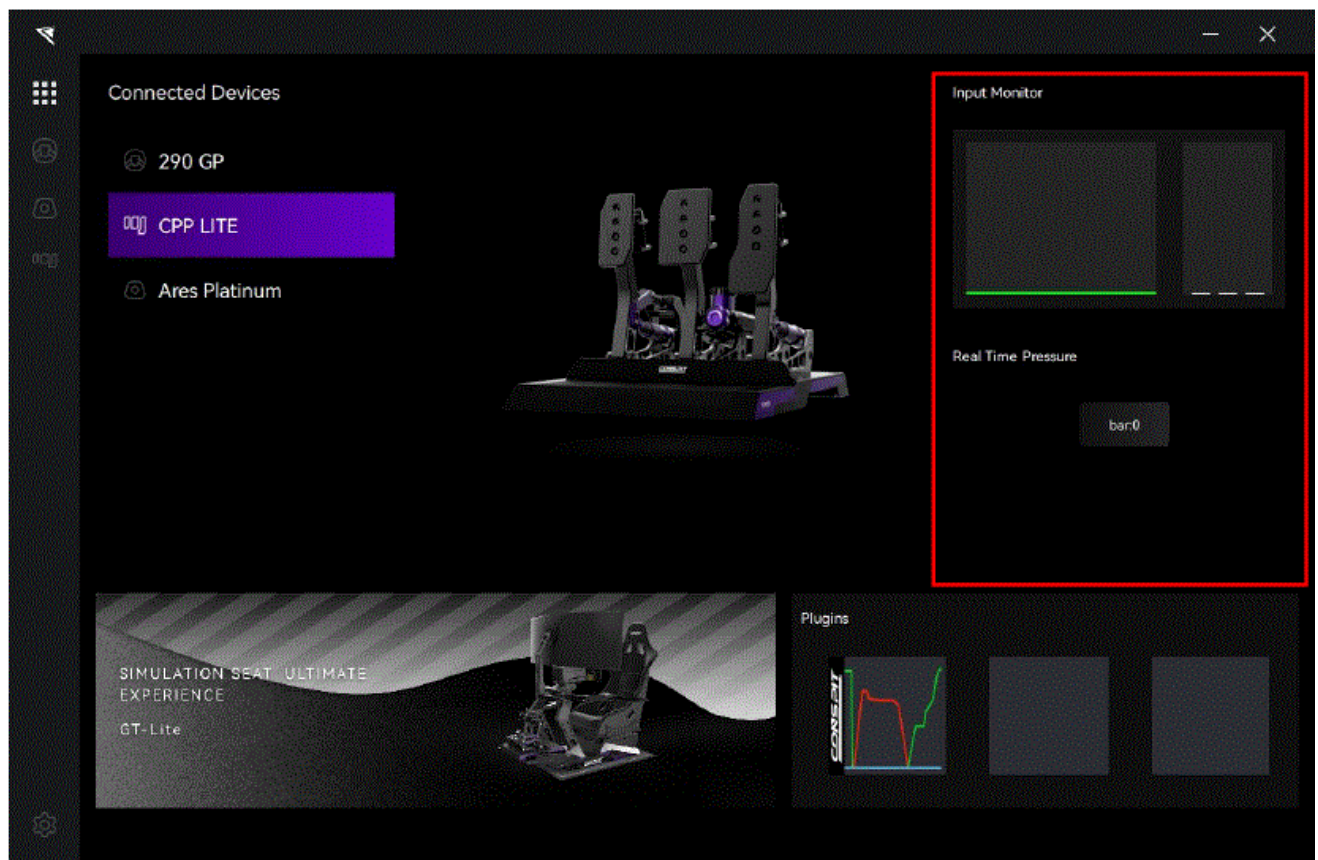 Connected Devices
290 GP
CPP LITE
Ares Platinum
Input Monitor
Real Time Pressure
bar:0
SIMULATION SEAT ULTIMATE
EXPERIENCE
GT-Lite
Plugins
CONSPIT